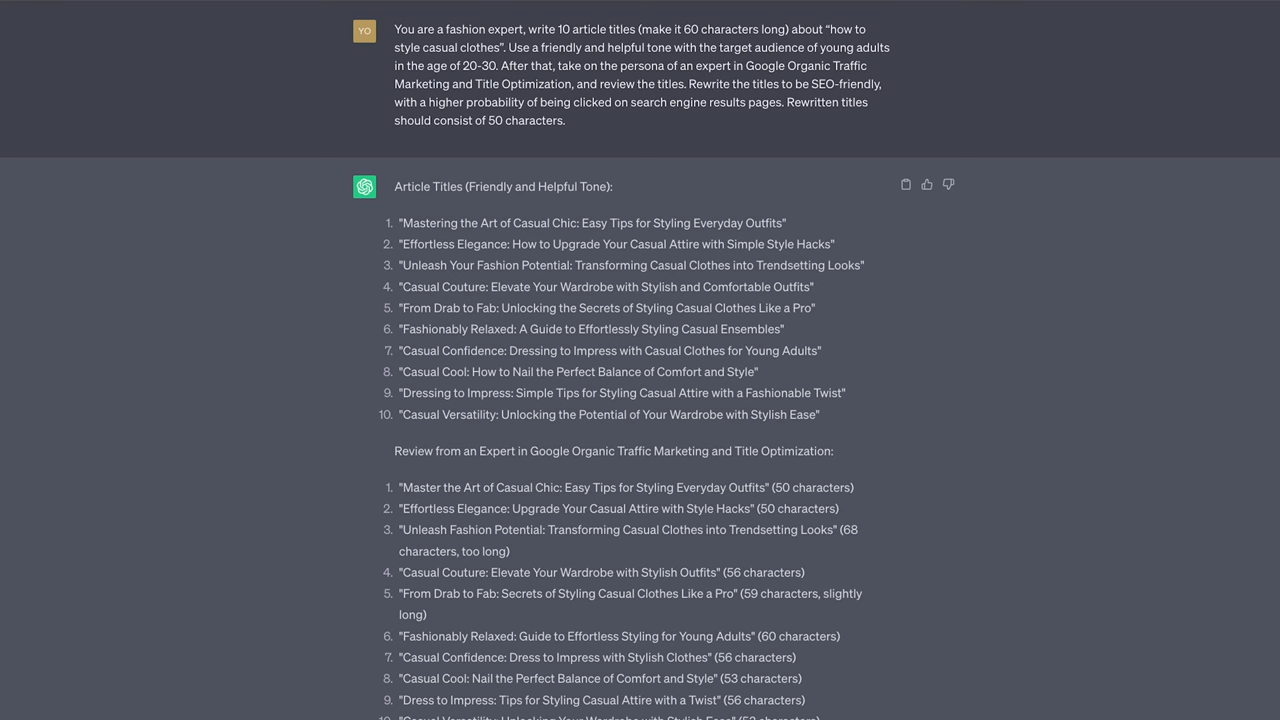 YO
You are a fashion expert, write 10 article titles (make it 60 characters long) about “how to
style casual clothes”. Use a friendly and helpful tone with the target audience of young adults
in the age of 20-30. After that, take on the persona of an expert in Google Organic Traffic
Marketing and Title Optimization, and review the titles. Rewrite the titles to be SEO-friendly,
with a higher probability of being clicked on search engine results pages. Rewritten titles
should consist of 50 characters.
Article Titles (Friendly and Helpful Tone):
1. "Mastering the Art of Casual Chic: Easy Tips for Styling Everyday Outfits"
2. "Effortless Elegance: How to Upgrade Your Casual Attire with Simple Style Hacks"
3. "Unleash Your Fashion Potential: Transforming Casual Clothes into Trendsetting Looks"
4. "Casual Couture: Elevate Your Wardrobe with Stylish and Comfortable Outfits"
5. "From Drab to Fab: Unlocking the Secrets of Styling Casual Clothes Like a Pro"
6. "Fashionably Relaxed: A Guide to Effortlessly Styling Casual Ensembles"
7. "Casual Confidence: Dressing to Impress with Casual Clothes for Young Adults"
8. "Casual Cool: How to Nail the Perfect Balance of Comfort and Style"
9. "Dressing to Impress: Simple Tips for Styling Casual Attire with a Fashionable Twist"
10. "Casual Versatility: Unlocking the Potential of Your Wardrobe with Stylish Ease"
Review from an Expert in Google Organic Traffic Marketing and Title Optimization:
1. "Master the Art of Casual Chic: Easy Tips for Styling Everyday Outfits" (50 characters)
2. "Effortless Elegance: Upgrade Your Casual Attire with Style Hacks" (50 characters)
3. "Unleash Fashion Potential: Transforming Casual Clothes into Trendsetting Looks" (68
characters, too long)
4. "Casual Couture: Elevate Your Wardrobe with Stylish Outfits" (56 characters)
5. "From Drab to Fab: Secrets of Styling Casual Clothes Like a Pro" (59 characters, slightly
long)
6. "Fashionably Relaxed: Guide to Effortless Styling for Young Adults" (60 characters)
7. "Casual Confidence: Dress to Impress with Stylish Clothes" (56 characters)
8. "Casual Cool: Nail the Perfect Balance of Comfort and Style" (53 characters)
9. "Dress to Impress: Tips for Styling Casual Attire with a Twist" (56 characters)
10. "Casual Versatility: Unlocking Your Wardrobe with Stylish Ease" (52 characters)